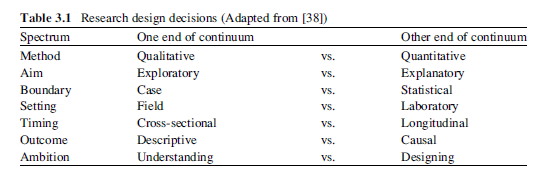 Table 3.1 Research design decisions (Adapted from [38])
Spectrum One end of continuum Other end of continuum
Method Qualitative vs. Quantitative
Aim Exploratory vs. Explanatory
Boundary Case vs. Statistical
Setting Field vs. Laboratory
Timing Cross-sectional vs. Longitudinal
Outcome Descriptive vs. Causal
Ambition Understanding vs. Designing